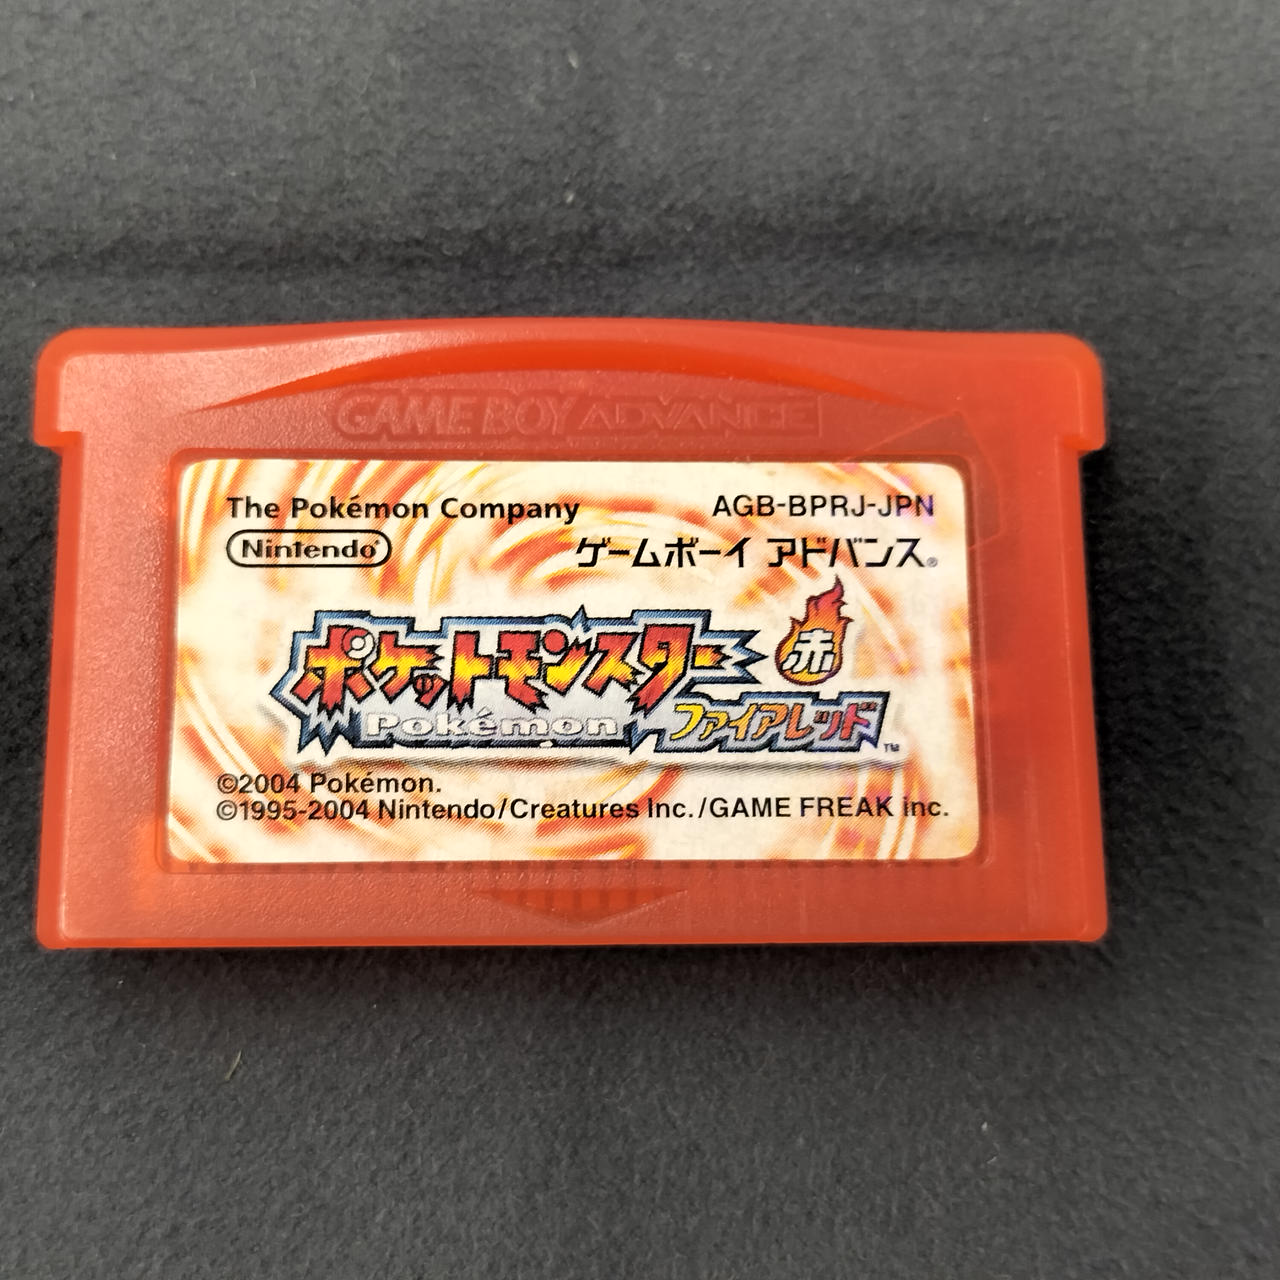 GAME BOY ADVANCE
The Pokémon Company AGB-BPRJ-JPN
Nintendo® ゲームボーイ アドバンス®
ポケットモンスター 赤
Pokémon ファイアレッド™
©2004 Pokémon.
©1995-2004 Nintendo/Creatures Inc./GAME FREAK inc.